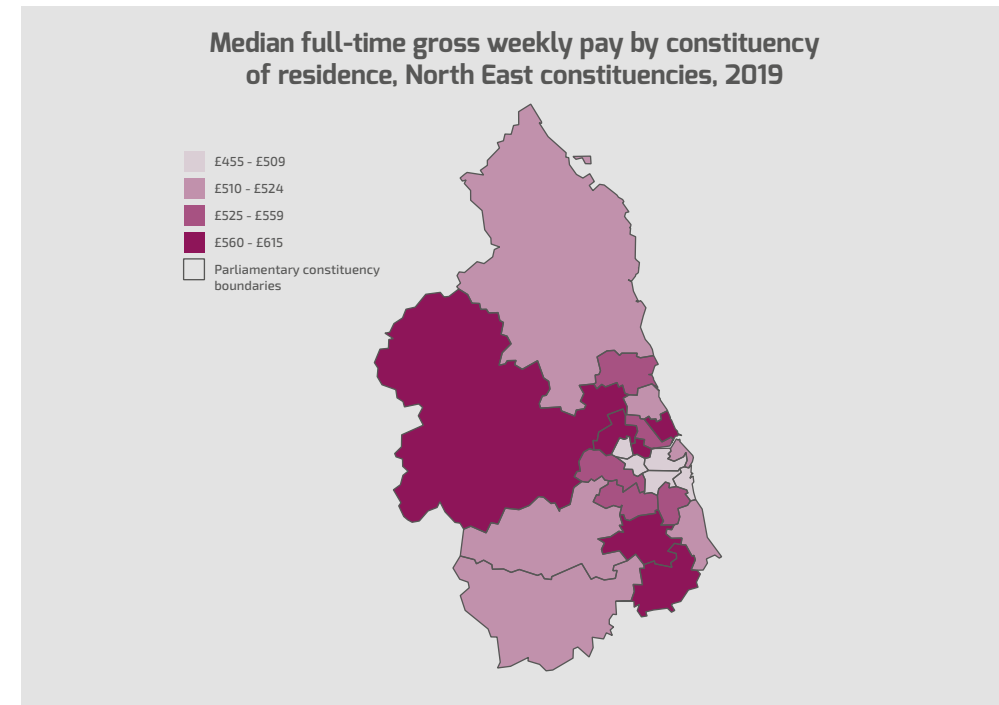 Median full-time gross weekly pay by constituency
of residence, North East constituencies, 2019
£455 - £509
£510 - £524
£525 - £559
£560 - £615
Parliamentary constituency
boundaries